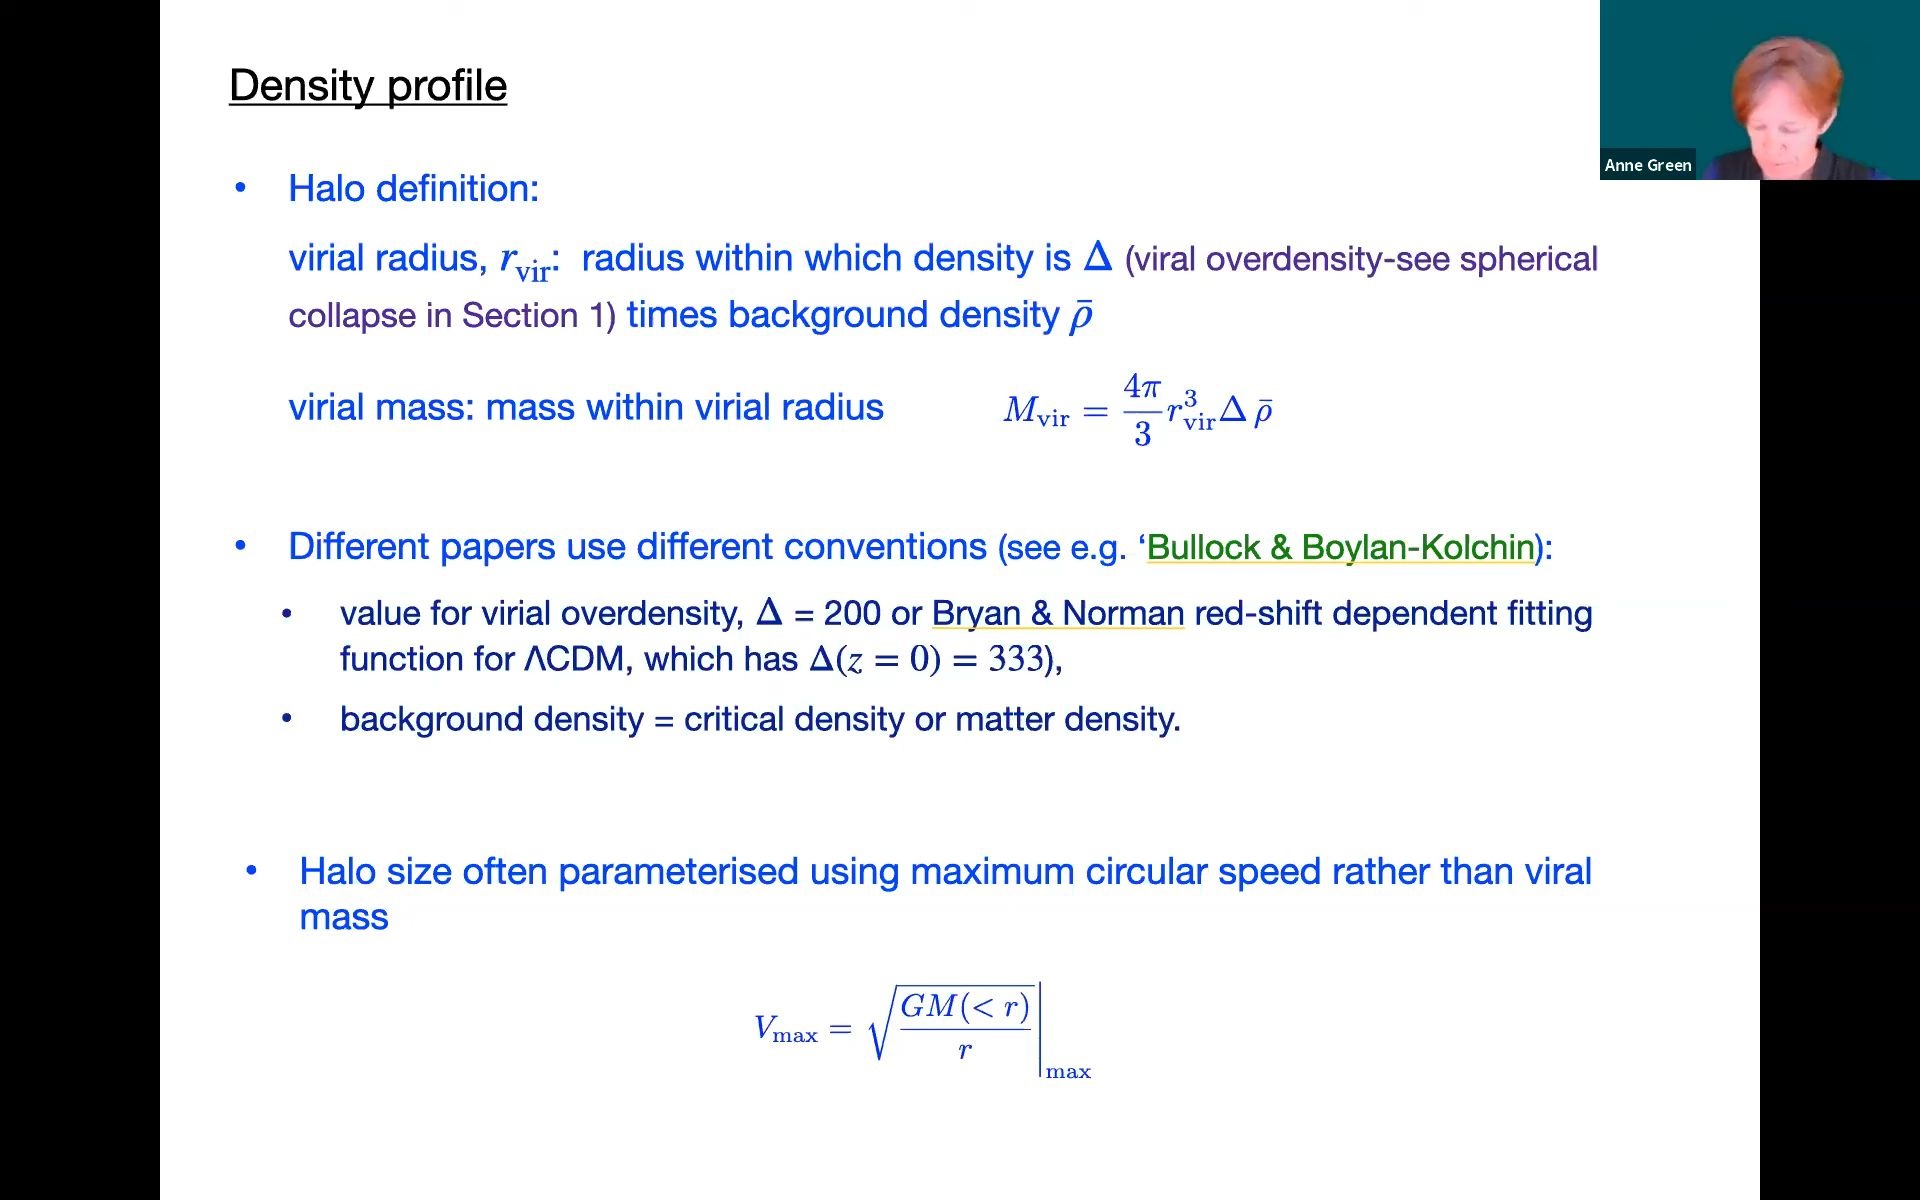 Density profile
Anne Green
• Halo definition:
virial radius, r_vir: radius within which density is Δ (viral overdensity-see spherical
collapse in Section 1) times background density ρ̄
virial mass: mass within virial radius M_vir = 4π/3 r_vir^3 Δ ρ̄
• Different papers use different conventions (see e.g. ‘Bullock & Boylan-Kolchin):
• value for virial overdensity, Δ = 200 or Bryan & Norman red-shift dependent fitting
function for ΛCDM, which has Δ(z = 0) = 333),
• background density = critical density or matter density.
• Halo size often parameterised using maximum circular speed rather than viral
mass
V_max = √(GM(< r)/r)|_max